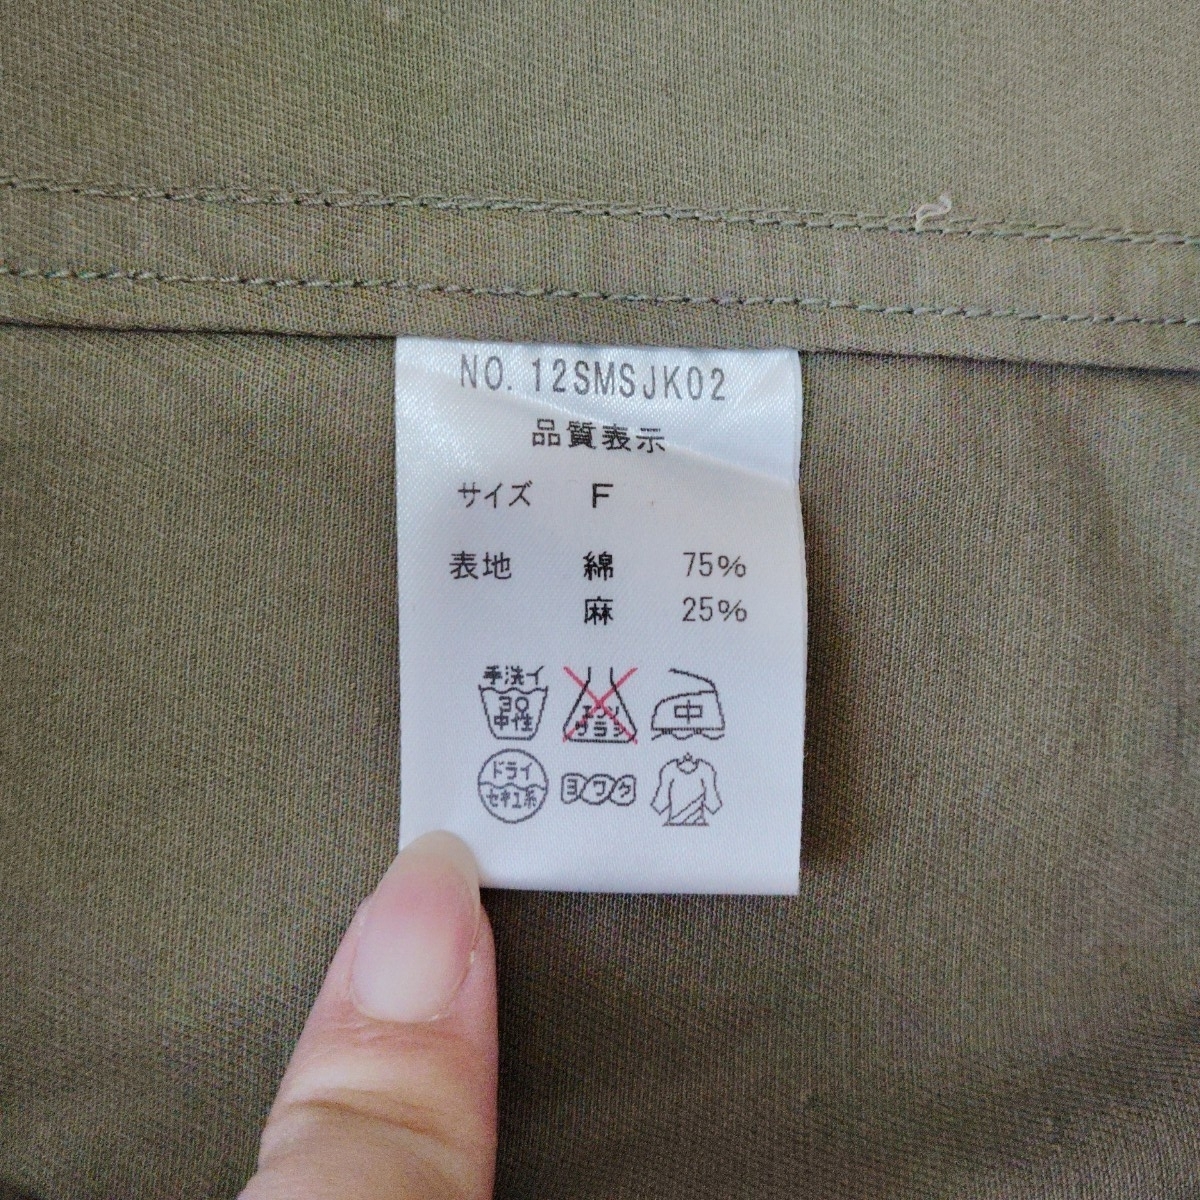 NO. 12SMSJK02
品質表示
サイズ F
表地 綿 75%
麻 25%
手洗イ
30
中性
エンソ
サラシ
中
ドライ
セキユ系
ヨワク